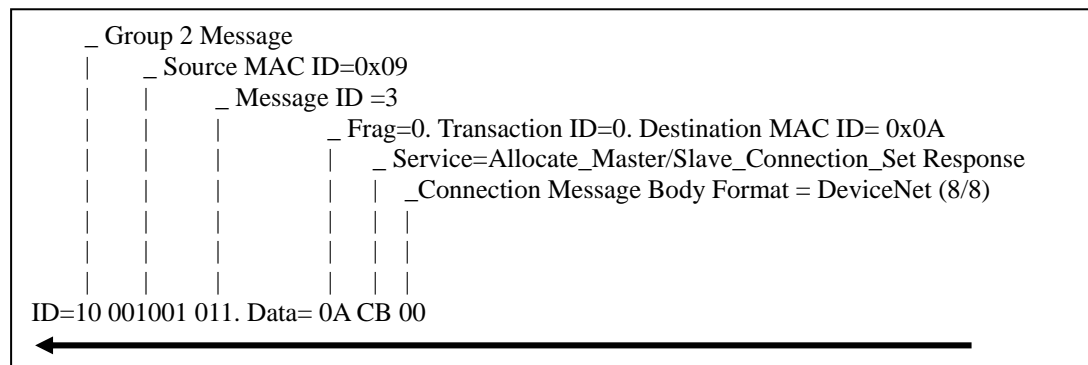 _ Group 2 Message
| _ Source MAC ID=0x09
| | _ Message ID =3
| | | _ Frag=0. Transaction ID=0. Destination MAC ID= 0x0A
| | | | _ Service=Allocate_Master/Slave_Connection_Set Response
| | | | | _Connection Message Body Format = DeviceNet (8/8)
| | | | | |
| | | | | |
| | | | | |
ID=10 001001 011. Data= 0A CB 00